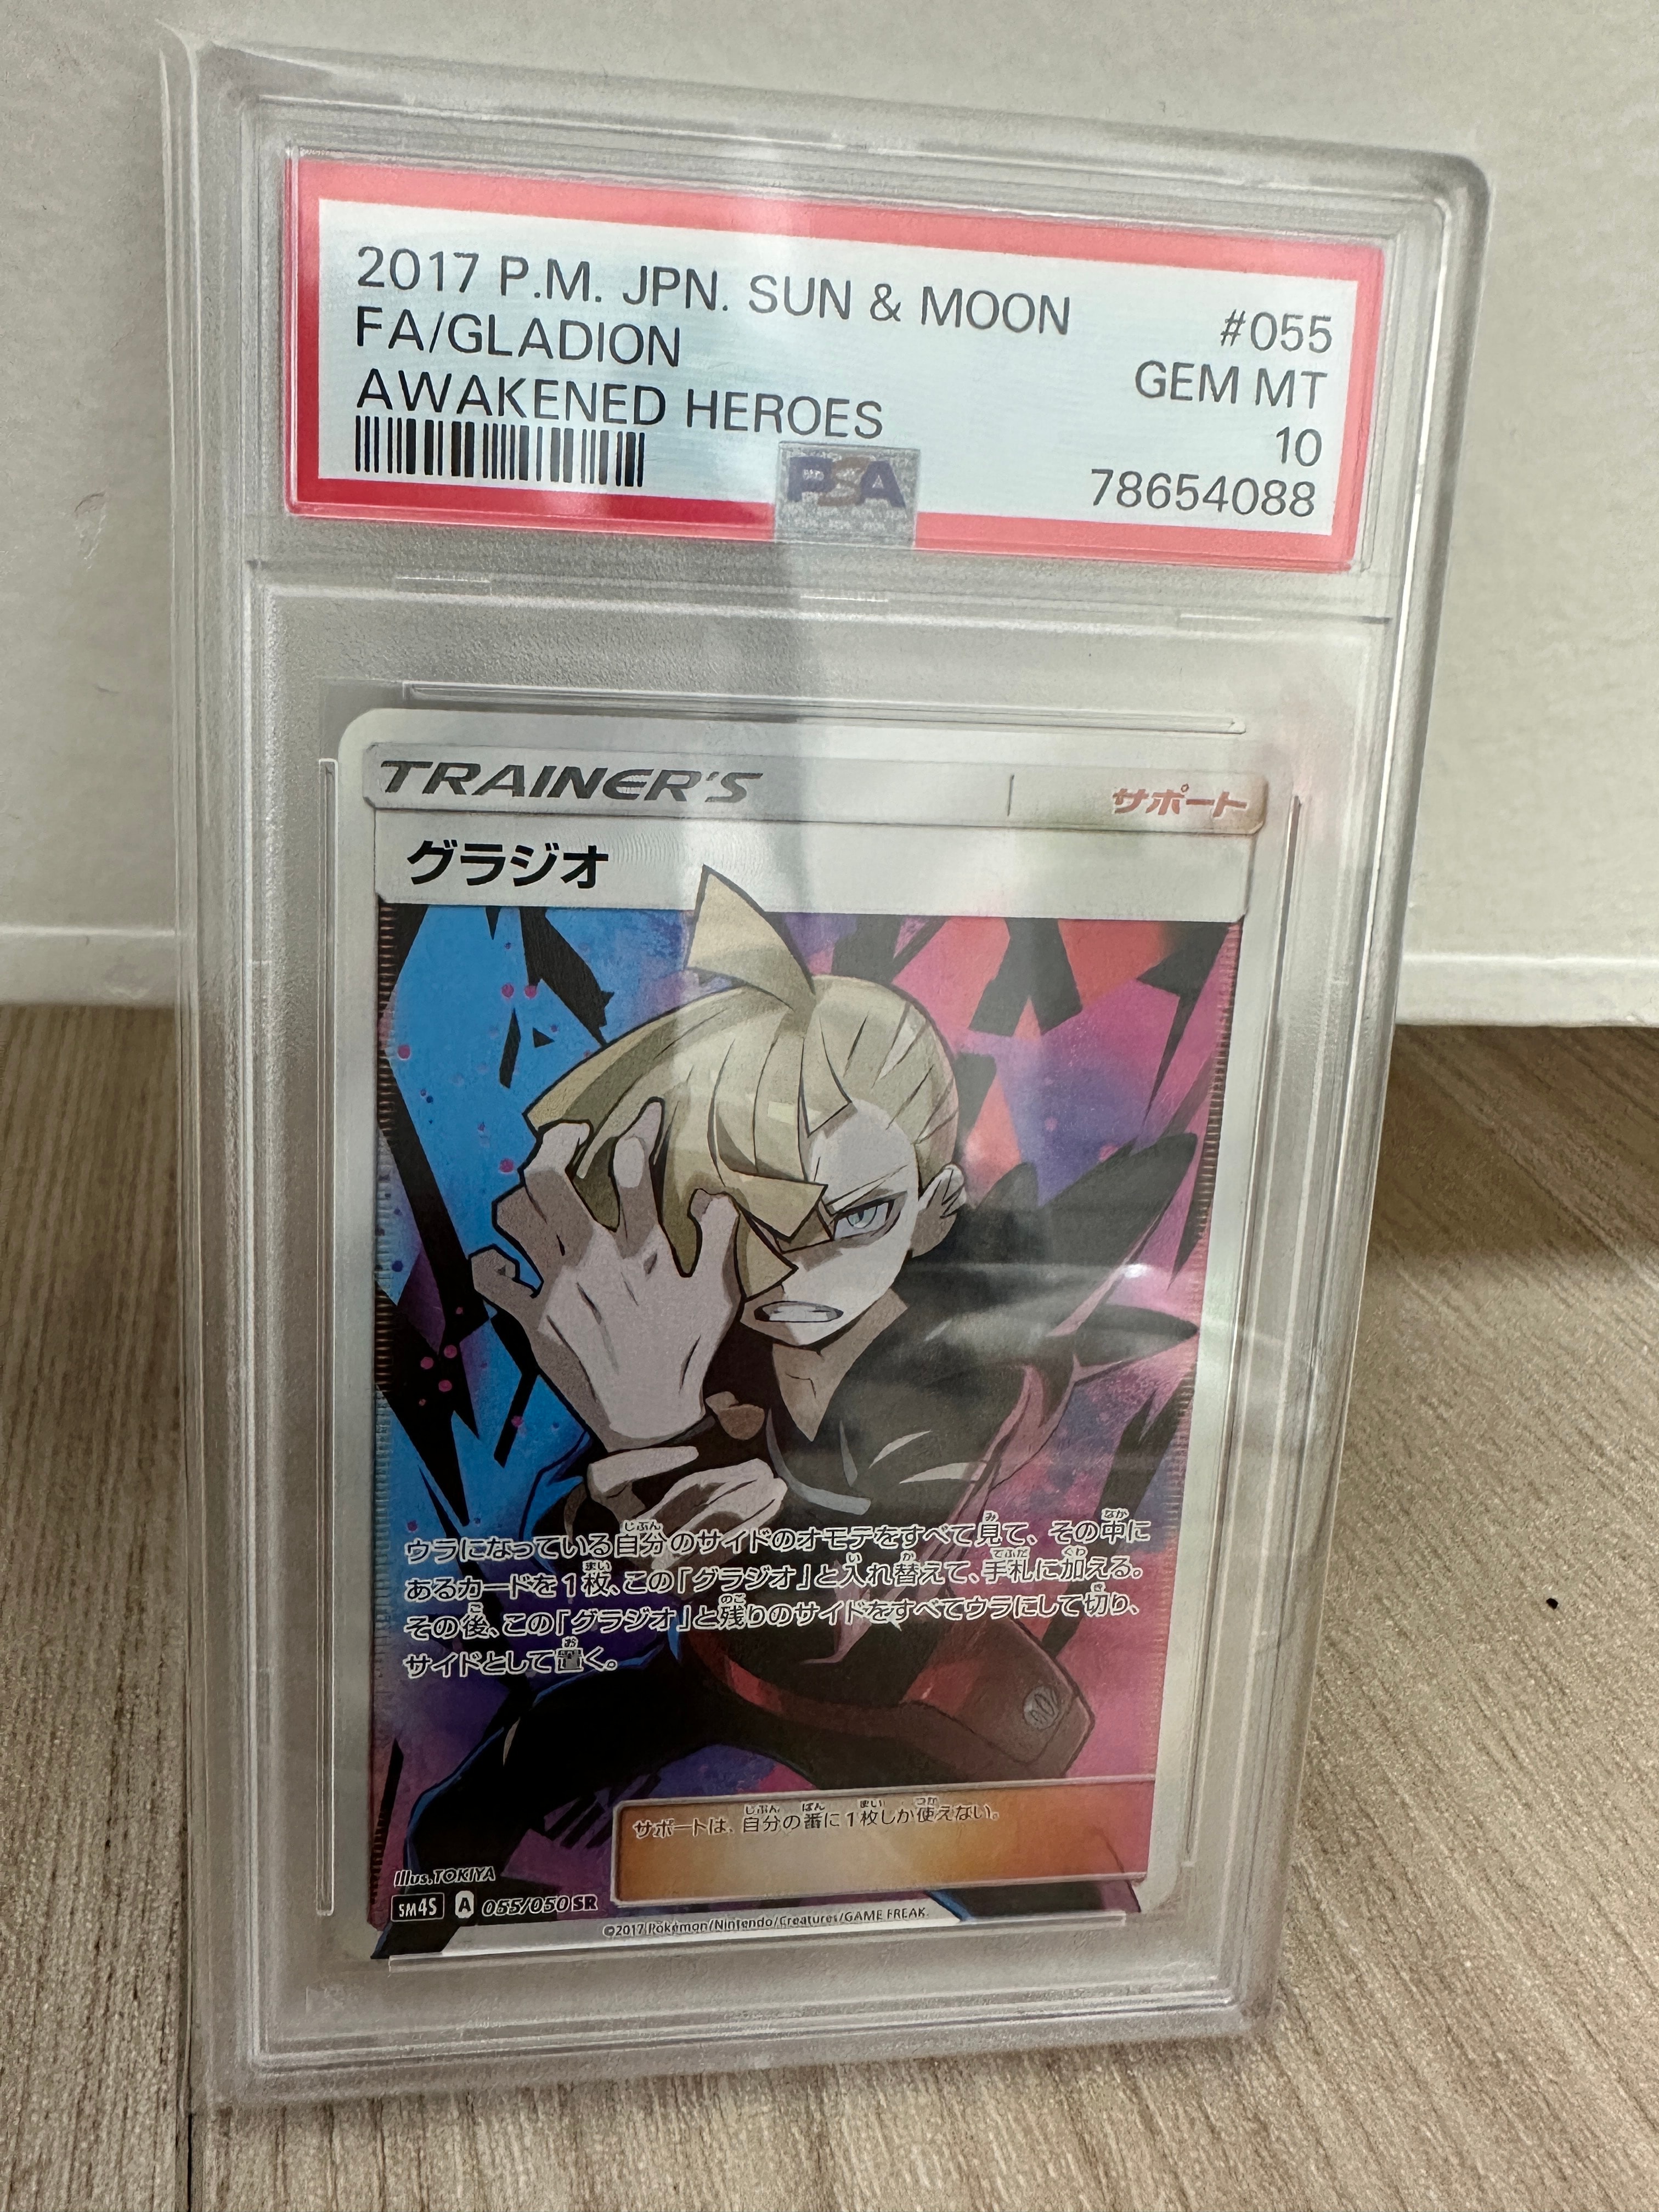 2017 P.M. JPN. SUN & MOON #055
FA/GLADION GEM MT
AWAKENED HEROES 10
PSA 78654088
TRAINER'S サポート
グラジオ
ウラになっている自分のサイドのオモテをすべて見て、その中に
あるカードを1枚、この「グラジオ」と入れ替えて、手札に加える。
その後、この「グラジオ」と残りのサイドをすべてウラにして切り、
サイドとして置く。
サポートは、自分の番に1枚しか使えない。
Illus.TOKIYA
SM4S A 055/050 SR
©2017 Pokémon/Nintendo/Creatures/GAME FREAK.